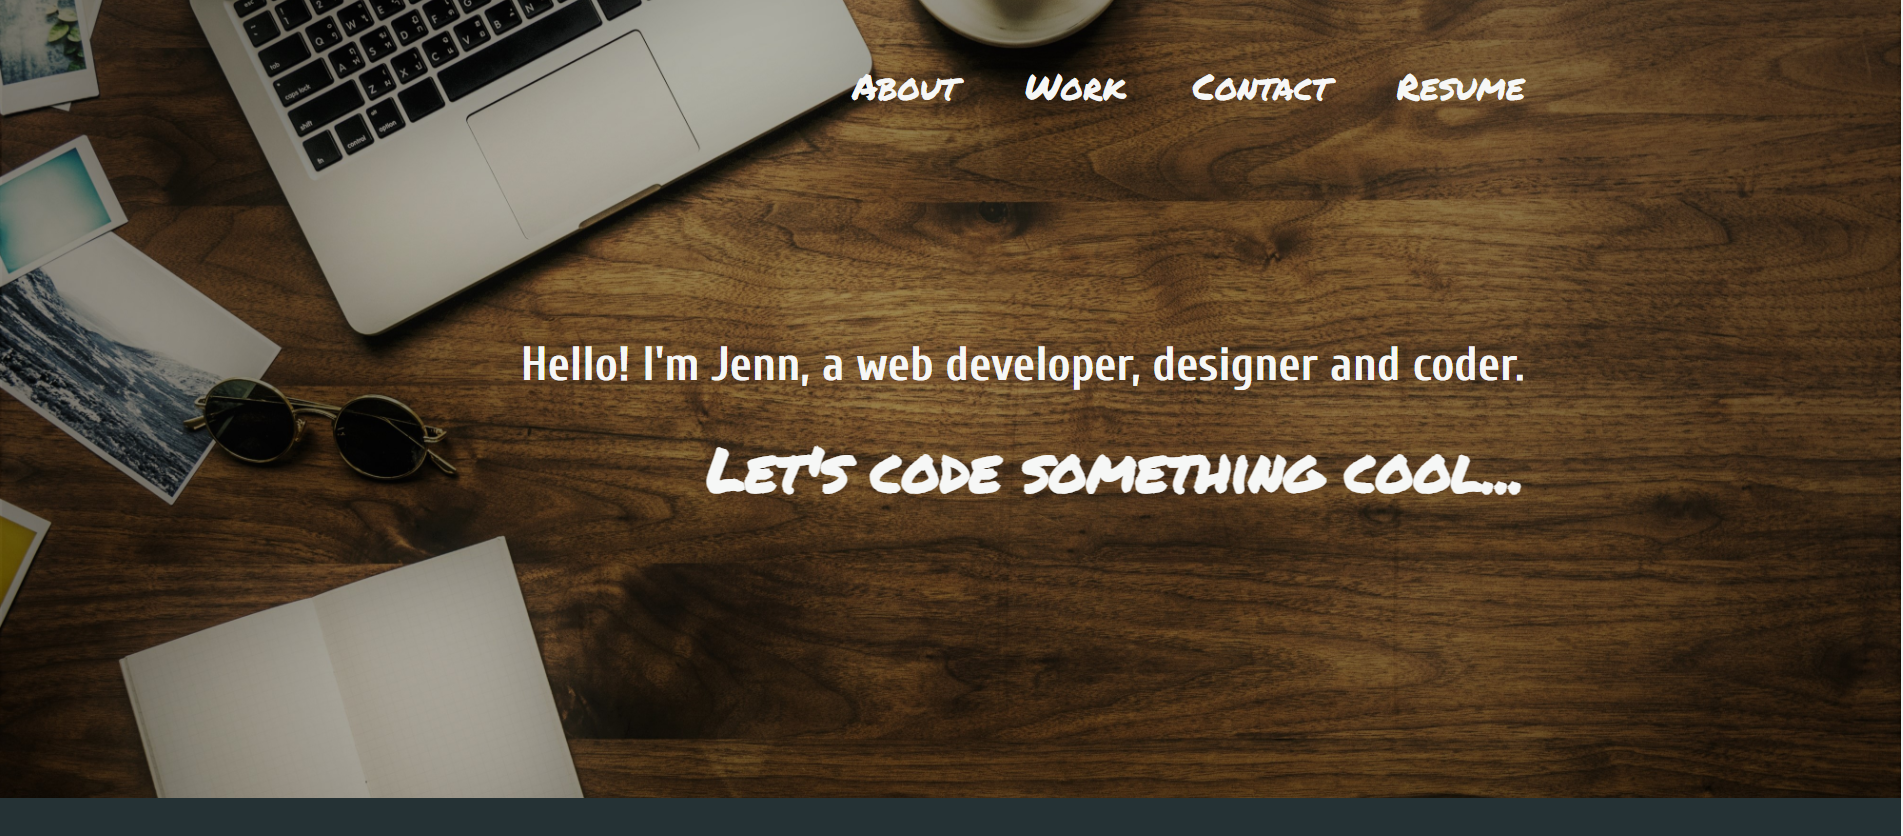 About Work Contact Resume
Hello! I'm Jenn, a web developer, designer and coder.
Let's code something cool...